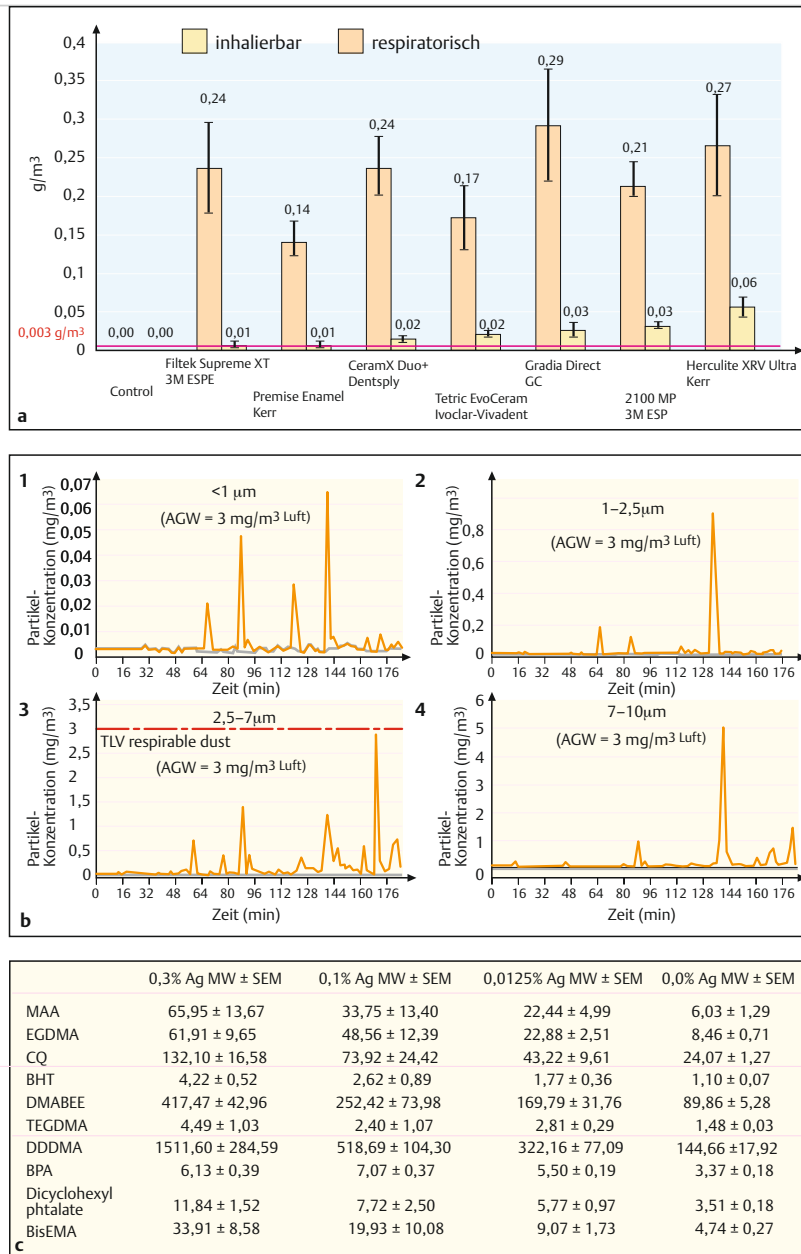 0,4
inhalierbar respiratorisch
0,35
0,3
0,25
0,2
0,15
0,1
0,05
0
g/m³
0,003 g/m³
0,00 0,00
0,24 0,01
0,14 0,01
0,24 0,02
0,17 0,02
0,29 0,03
0,21 0,03
0,27 0,06
Control
Filtek Supreme XT
3M ESPE
Premise Enamel
Kerr
CeramX Duo+
Dentsply
Tetric EvoCeram
Ivoclar-Vivadent
Gradia Direct
GC
2100 MP
3M ESP
Herculite XRV Ultra
Kerr
a
1
Partikel-
Konzentration (mg/m³)
0,07
0,06
0,05
0,04
0,03
0,02
0,01
0
<1 µm
(AGW = 3 mg/m³ Luft)
0 16 32 48 64 80 96 112 128 144 160 176
Zeit (min)
2
Partikel-
Konzentration (mg/m³)
0,8
0,6
0,4
0,2
0
1–2,5µm
(AGW = 3 mg/m³ Luft)
0 16 32 48 64 80 96 112 128 144 160 176
Zeit (min)
3
Partikel-
Konzentration (mg/m³)
3,5
3
2,5
2
1,5
1
0,5
0
2,5–7µm
TLV respirable dust
(AGW = 3 mg/m³ Luft)
0 16 32 48 64 80 96 112 128 144 160 176
Zeit (min)
4
Partikel-
Konzentration (mg/m³)
6
5
4
3
2
1
0
7–10µm
(AGW = 3 mg/m³ Luft)
0 16 32 48 64 80 96 112 128 144 160 176
Zeit (min)
b
0,3% Ag MW ± SEM 0,1% Ag MW ± SEM 0,0125% Ag MW ± SEM 0,0% Ag MW ± SEM
MAA 65,95 ± 13,67 33,75 ± 13,40 22,44 ± 4,99 6,03 ± 1,29
EGDMA 61,91 ± 9,65 48,56 ± 12,39 22,88 ± 2,51 8,46 ± 0,71
CQ 132,10 ± 16,58 73,92 ± 24,42 43,22 ± 9,61 24,07 ± 1,27
BHT 4,22 ± 0,52 2,62 ± 0,89 1,77 ± 0,36 1,10 ± 0,07
DMABEE 417,47 ± 42,96 252,42 ± 73,98 169,79 ± 31,76 89,86 ± 5,28
TEGDMA 4,49 ± 1,03 2,40 ± 1,07 2,81 ± 0,29 1,48 ± 0,03
DDDMA 1511,60 ± 284,59 518,69 ± 104,30 322,16 ± 77,09 144,66 ±17,92
BPA 6,13 ± 0,39 7,07 ± 0,37 5,50 ± 0,19 3,37 ± 0,18
Dicyclohexyl
phtalate 11,84 ± 1,52 7,72 ± 2,50 5,77 ± 0,97 3,51 ± 0,18
BisEMA 33,91 ± 8,58 19,93 ± 10,08 9,07 ± 1,73 4,74 ± 0,27
c